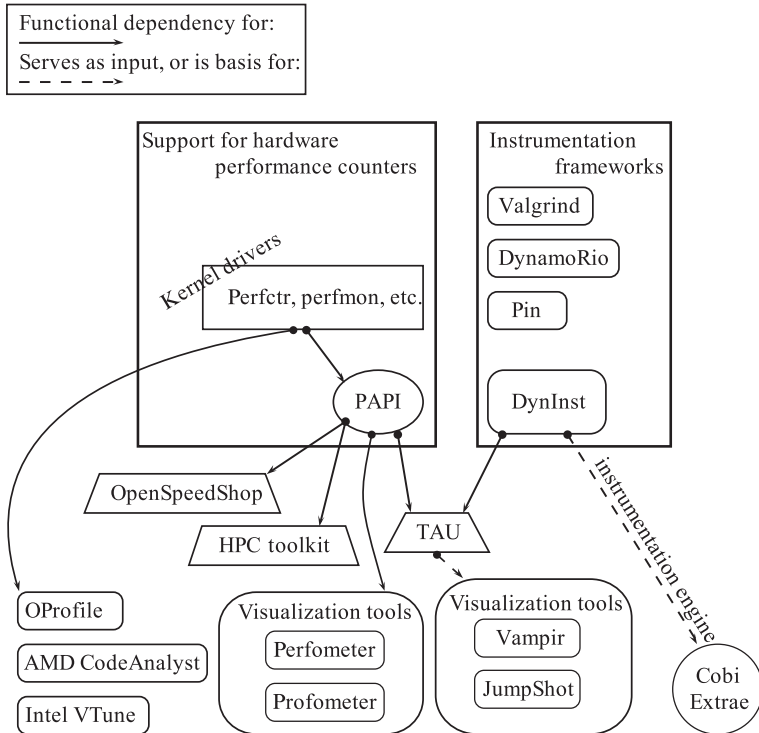 Functional dependency for:
Serves as input, or is basis for:
Support for hardware
performance counters
Instrumentation
frameworks
Valgrind
DynamoRio
Pin
Kernel drivers
Perfctr, perfmon, etc.
PAPI
DynInst
OpenSpeedShop
HPC toolkit
TAU
instrumentation engine
OProfile
AMD CodeAnalyst
Intel VTune
Visualization tools
Perfometer
Profometer
Visualization tools
Vampir
JumpShot
Cobi
Extrae